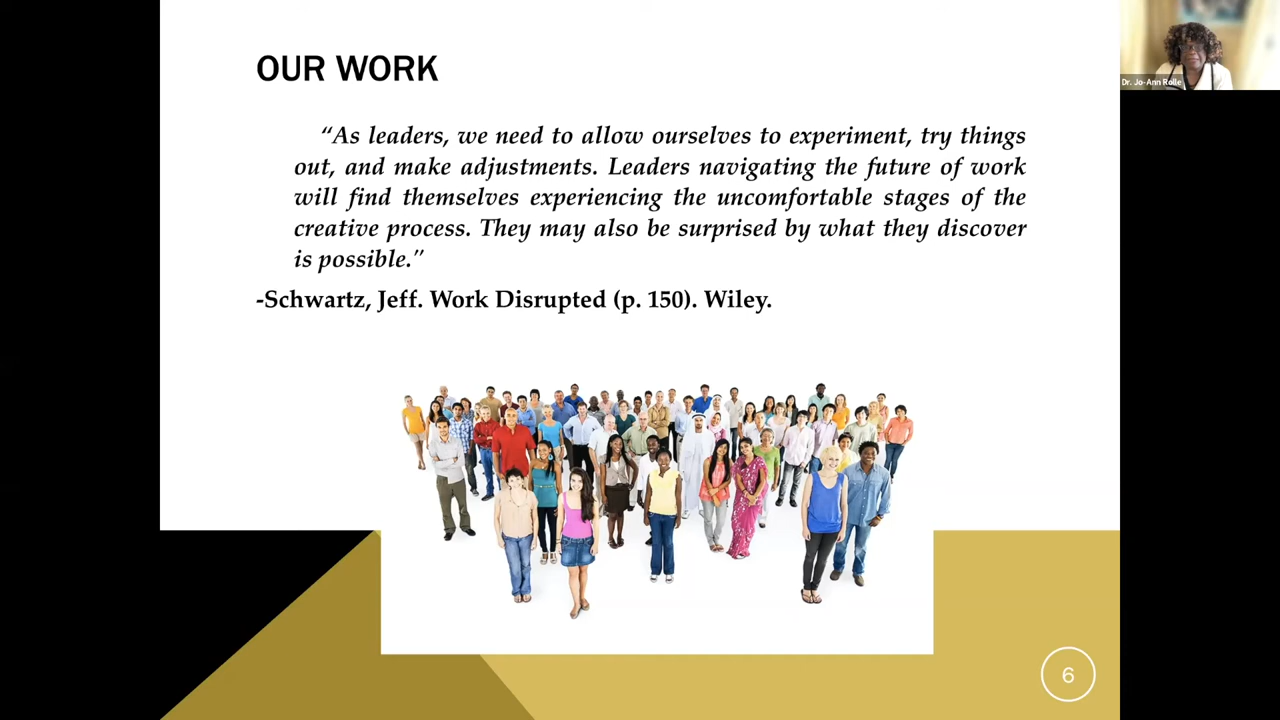 OUR WORK
“As leaders, we need to allow ourselves to experiment, try things
out, and make adjustments. Leaders navigating the future of work
will find themselves experiencing the uncomfortable stages of the
creative process. They may also be surprised by what they discover
is possible."
-Schwartz, Jeff. Work Disrupted (p. 150). Wiley.
6
Dr. Jo-Ann Rolle